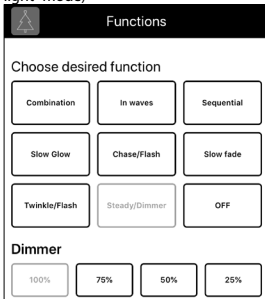 light-mode)
Functions
Choose desired function
Combination
In waves
Sequential
Slow Glow
Chase/Flash
Slow fade
Twinkle/Flash
Steady/Dimmer
OFF
Dimmer
100%
75%
50%
25%